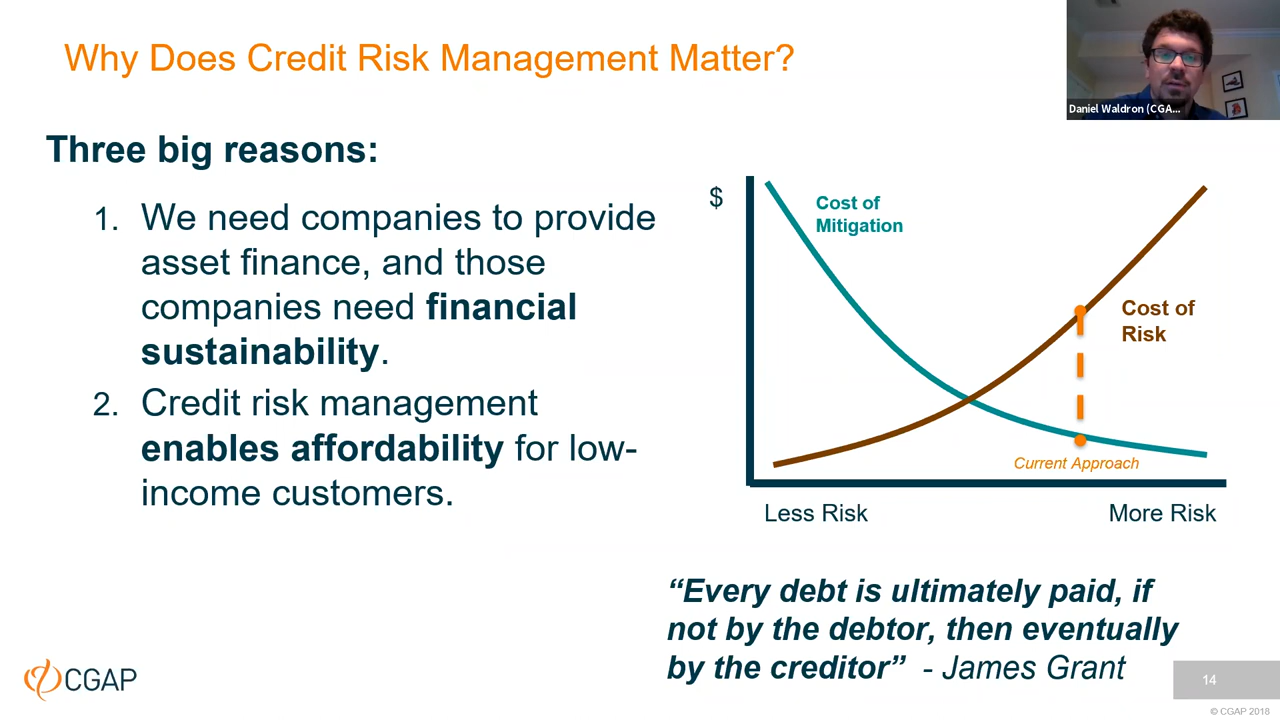 Why Does Credit Risk Management Matter?
Daniel Waldron (CGA...
Three big reasons:
1. We need companies to provide
asset finance, and those
companies need financial
sustainability.
2. Credit risk management
enables affordability for low-
income customers.
$
Cost of
Mitigation
Cost of
Risk
Current Approach
Less Risk
More Risk
“Every debt is ultimately paid, if
not by the debtor, then eventually
by the creditor” - James Grant
CGAP
14
© CGAP 2018